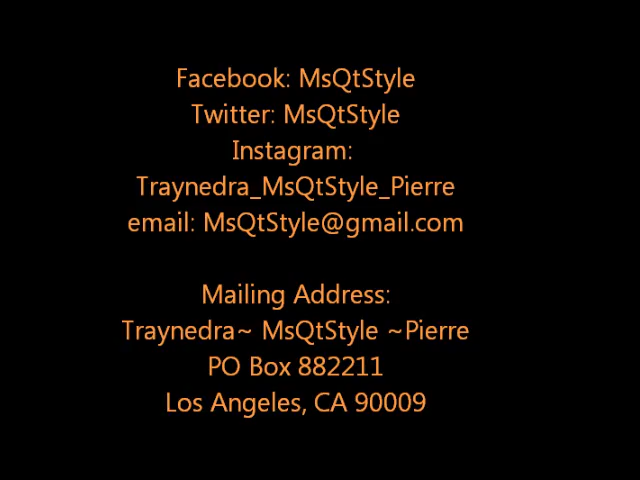 Facebook: MsQtStyle
Twitter: MsQtStyle
Instagram:
Traynedra_MsQtStyle_Pierre
email: MsQtStyle@gmail.com
Mailing Address:
Traynedra~ MsQtStyle ~Pierre
PO Box 882211
Los Angeles, CA 90009